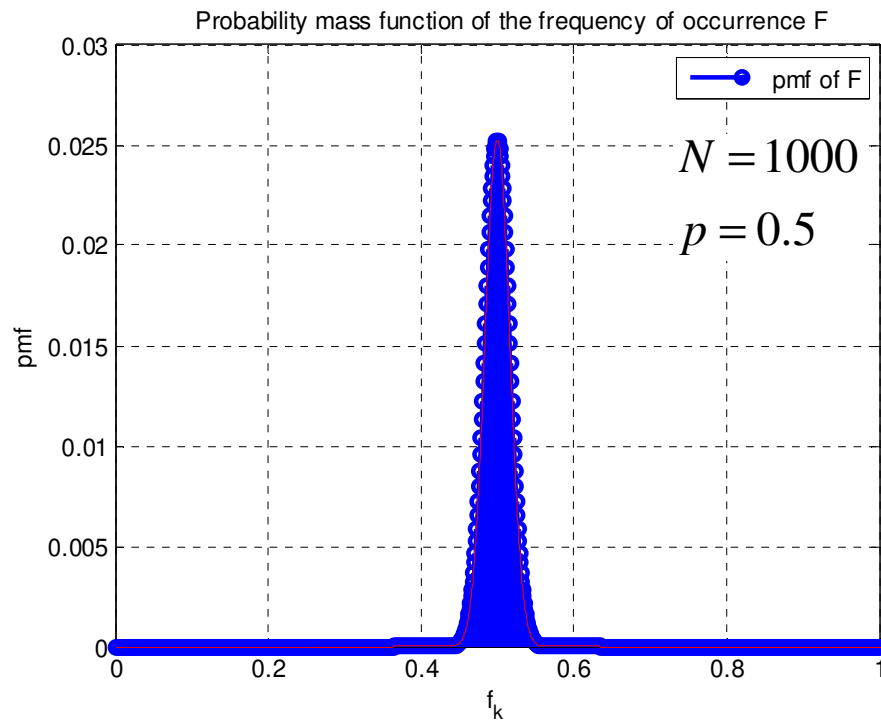 Probability mass function of the frequency of occurrence F
0.03
0.025
0.02
0.015
0.01
0.005
0
pmf
pmf of F
N = 1000
p = 0.5
0 0.2 0.4 0.6 0.8 1
f_k